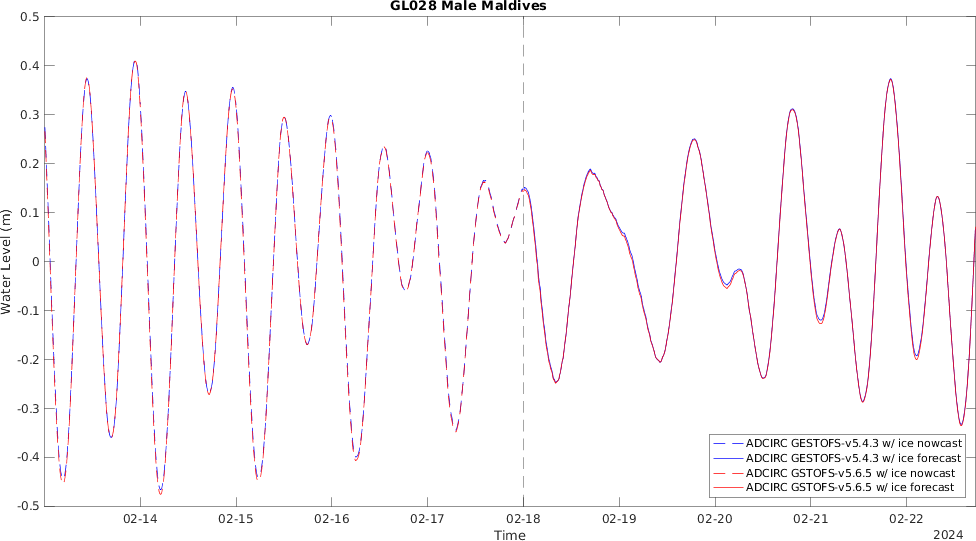 GL028 Male Maldives
0.5
0.4
0.3
0.2
0.1
0
-0.1
-0.2
-0.3
-0.4
-0.5
Water Level (m)
ADCIRC GESTOFS-v5.4.3 w/ ice nowcast
ADCIRC GESTOFS-v5.4.3 w/ ice forecast
ADCIRC GSTOFS-v5.6.5 w/ ice nowcast
ADCIRC GSTOFS-v5.6.5 w/ ice forecast
02-14 02-15 02-16 02-17 02-18 02-19 02-20 02-21 02-22
Time
2024